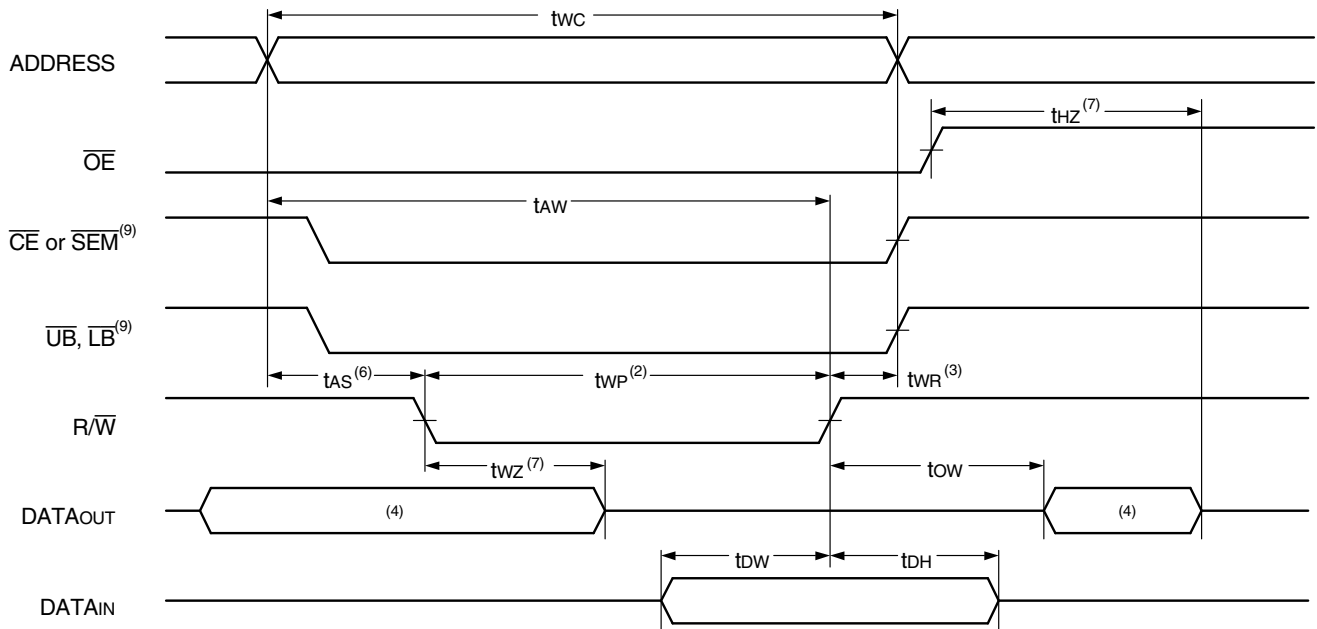 tWC
ADDRESS
tHZ (7)
OE
tAW
CE or SEM (9)
UB, LB (9)
tAS (6) tWP (2) tWR (3)
R/W
tWZ (7) tOW
DATAOUT (4) (4)
tDW tDH
DATAIN